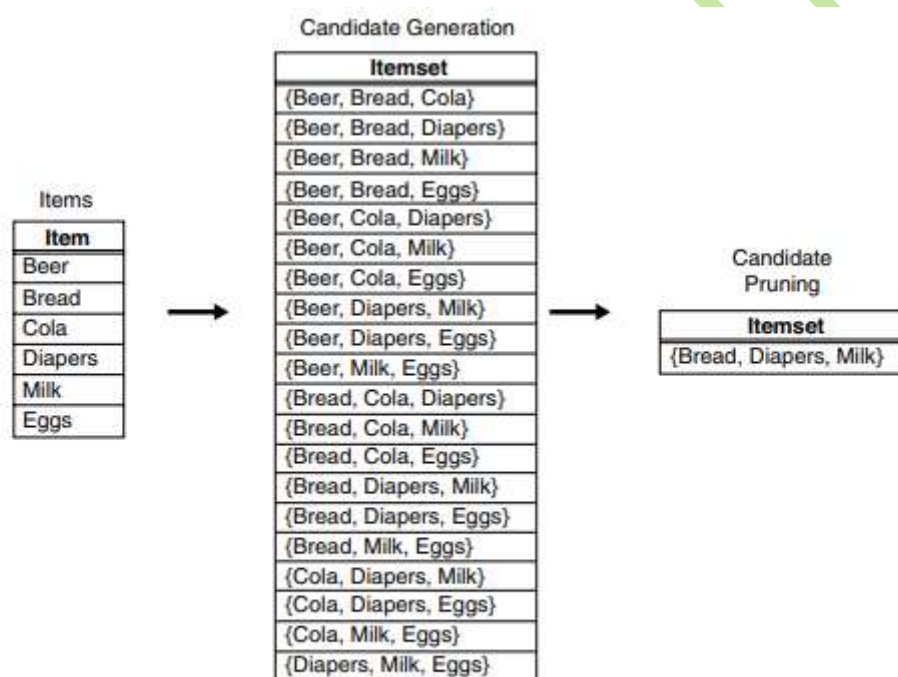 Candidate Generation
Itemset
{Beer, Bread, Cola}
{Beer, Bread, Diapers}
{Beer, Bread, Milk}
{Beer, Bread, Eggs}
{Beer, Cola, Diapers}
{Beer, Cola, Milk}
{Beer, Cola, Eggs}
{Beer, Diapers, Milk}
{Beer, Diapers, Eggs}
{Beer, Milk, Eggs}
{Bread, Cola, Diapers}
{Bread, Cola, Milk}
{Bread, Cola, Eggs}
{Bread, Diapers, Milk}
{Bread, Diapers, Eggs}
{Bread, Milk, Eggs}
{Cola, Diapers, Milk}
{Cola, Diapers, Eggs}
{Cola, Milk, Eggs}
{Diapers, Milk, Eggs}
Items
Item
Beer
Bread
Cola
Diapers
Milk
Eggs
Candidate
Pruning
Itemset
{Bread, Diapers, Milk}